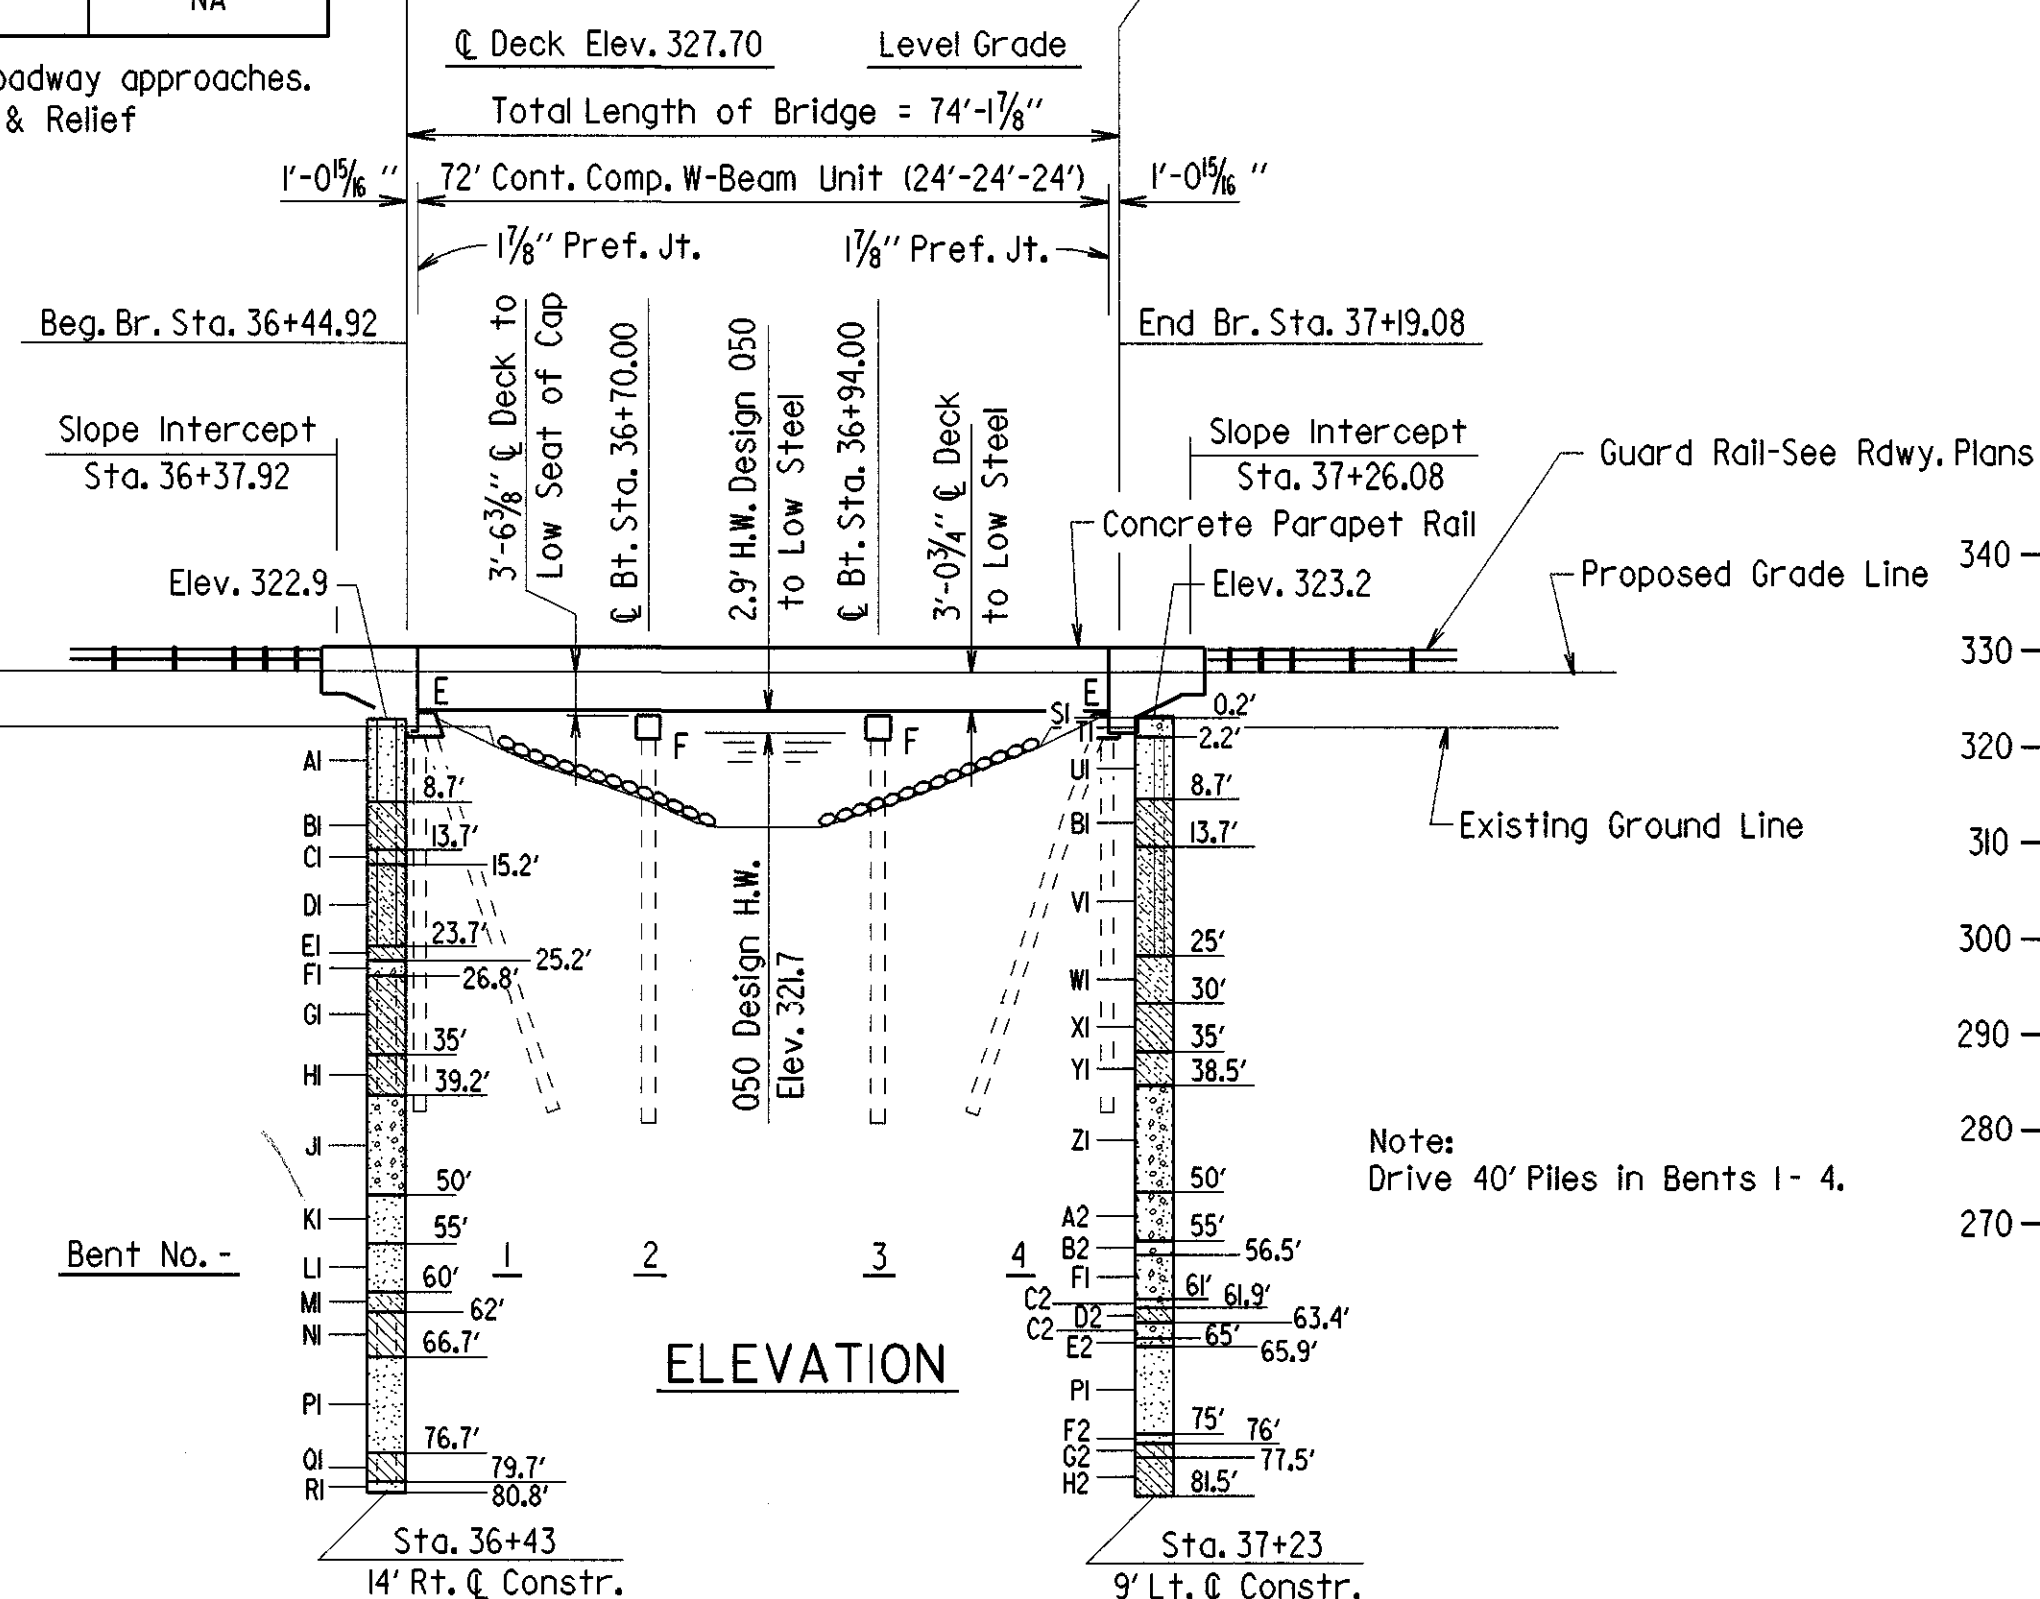 NA
roadway approaches.
& Relief
℄ Deck Elev. 327.70
Level Grade
Total Length of Bridge = 74'-1⅞"
1'-0 15/16 "
72' Cont. Comp. W-Beam Unit (24'-24'-24')
1'-0 15/16 "
1⅞" Pref. Jt.
1⅞" Pref. Jt.
Beg. Br. Sta. 36+44.92
End Br. Sta. 37+19.08
3'-6⅜" ℄ Deck to
Low Seat of Cap
℄ Bt. Sta. 36+70.00
2.9' H.W. Design Q50
to Low Steel
℄ Bt. Sta. 36+94.00
3'-0¾" ℄ Deck
to Low Steel
Slope Intercept
Sta. 36+37.92
Slope Intercept
Sta. 37+26.08
Guard Rail-See Rdwy. Plans
Concrete Parapet Rail
Elev. 322.9
Elev. 323.2
Proposed Grade Line
Existing Ground Line
E
F
F
E
Q50 Design H.W.
Elev. 321.7
340
330
320
310
300
290
280
270
A1
8.7'
B1
13.7'
C1
15.2'
D1
23.7'
E1
25.2'
F1
26.8'
G1
35'
H1
39.2'
J1
50'
K1
55'
L1
60'
M1
62'
N1
66.7'
P1
76.7'
Q1
79.7'
R1
80.8'
Sta. 36+43
14' Rt. ℄ Constr.
S1
0.2'
T1
2.2'
U1
8.7'
B1
13.7'
V1
25'
W1
30'
X1
35'
Y1
38.5'
Z1
50'
A2
55'
B2
56.5'
F1
61'
C2
61.9'
D2
63.4'
C2
65'
E2
65.9'
P1
75'
F2
76'
G2
77.5'
H2
81.5'
Sta. 37+23
9' Lt. ℄ Constr.
Note:
Drive 40' Piles in Bents 1 - 4.
Bent No. -
1
2
3
4
ELEVATION